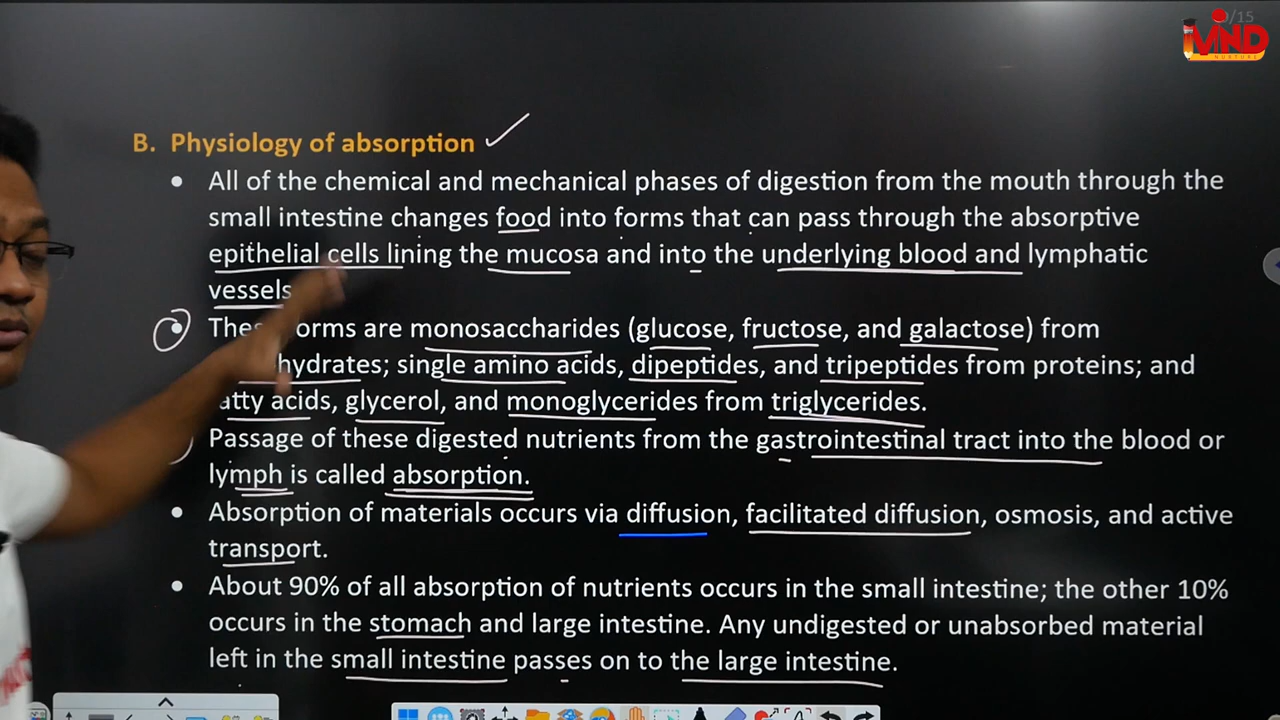 /15
MND
NURTURE
B. Physiology of absorption
• All of the chemical and mechanical phases of digestion from the mouth through the
small intestine changes food into forms that can pass through the absorptive
epithelial cells lining the mucosa and into the underlying blood and lymphatic
vessels
• orms are monosaccharides (glucose, fructose, and galactose) from
hydrates; single amino acids, dipeptides, and tripeptides from proteins; and
atty acids, glycerol, and monoglycerides from triglycerides.
Passage of these digested nutrients from the gastrointestinal tract into the blood or
lymph is called absorption.
• Absorption of materials occurs via diffusion, facilitated diffusion, osmosis, and active
transport.
• About 90% of all absorption of nutrients occurs in the small intestine; the other 10%
occurs in the stomach and large intestine. Any undigested or unabsorbed material
left in the small intestine passes on to the large intestine.